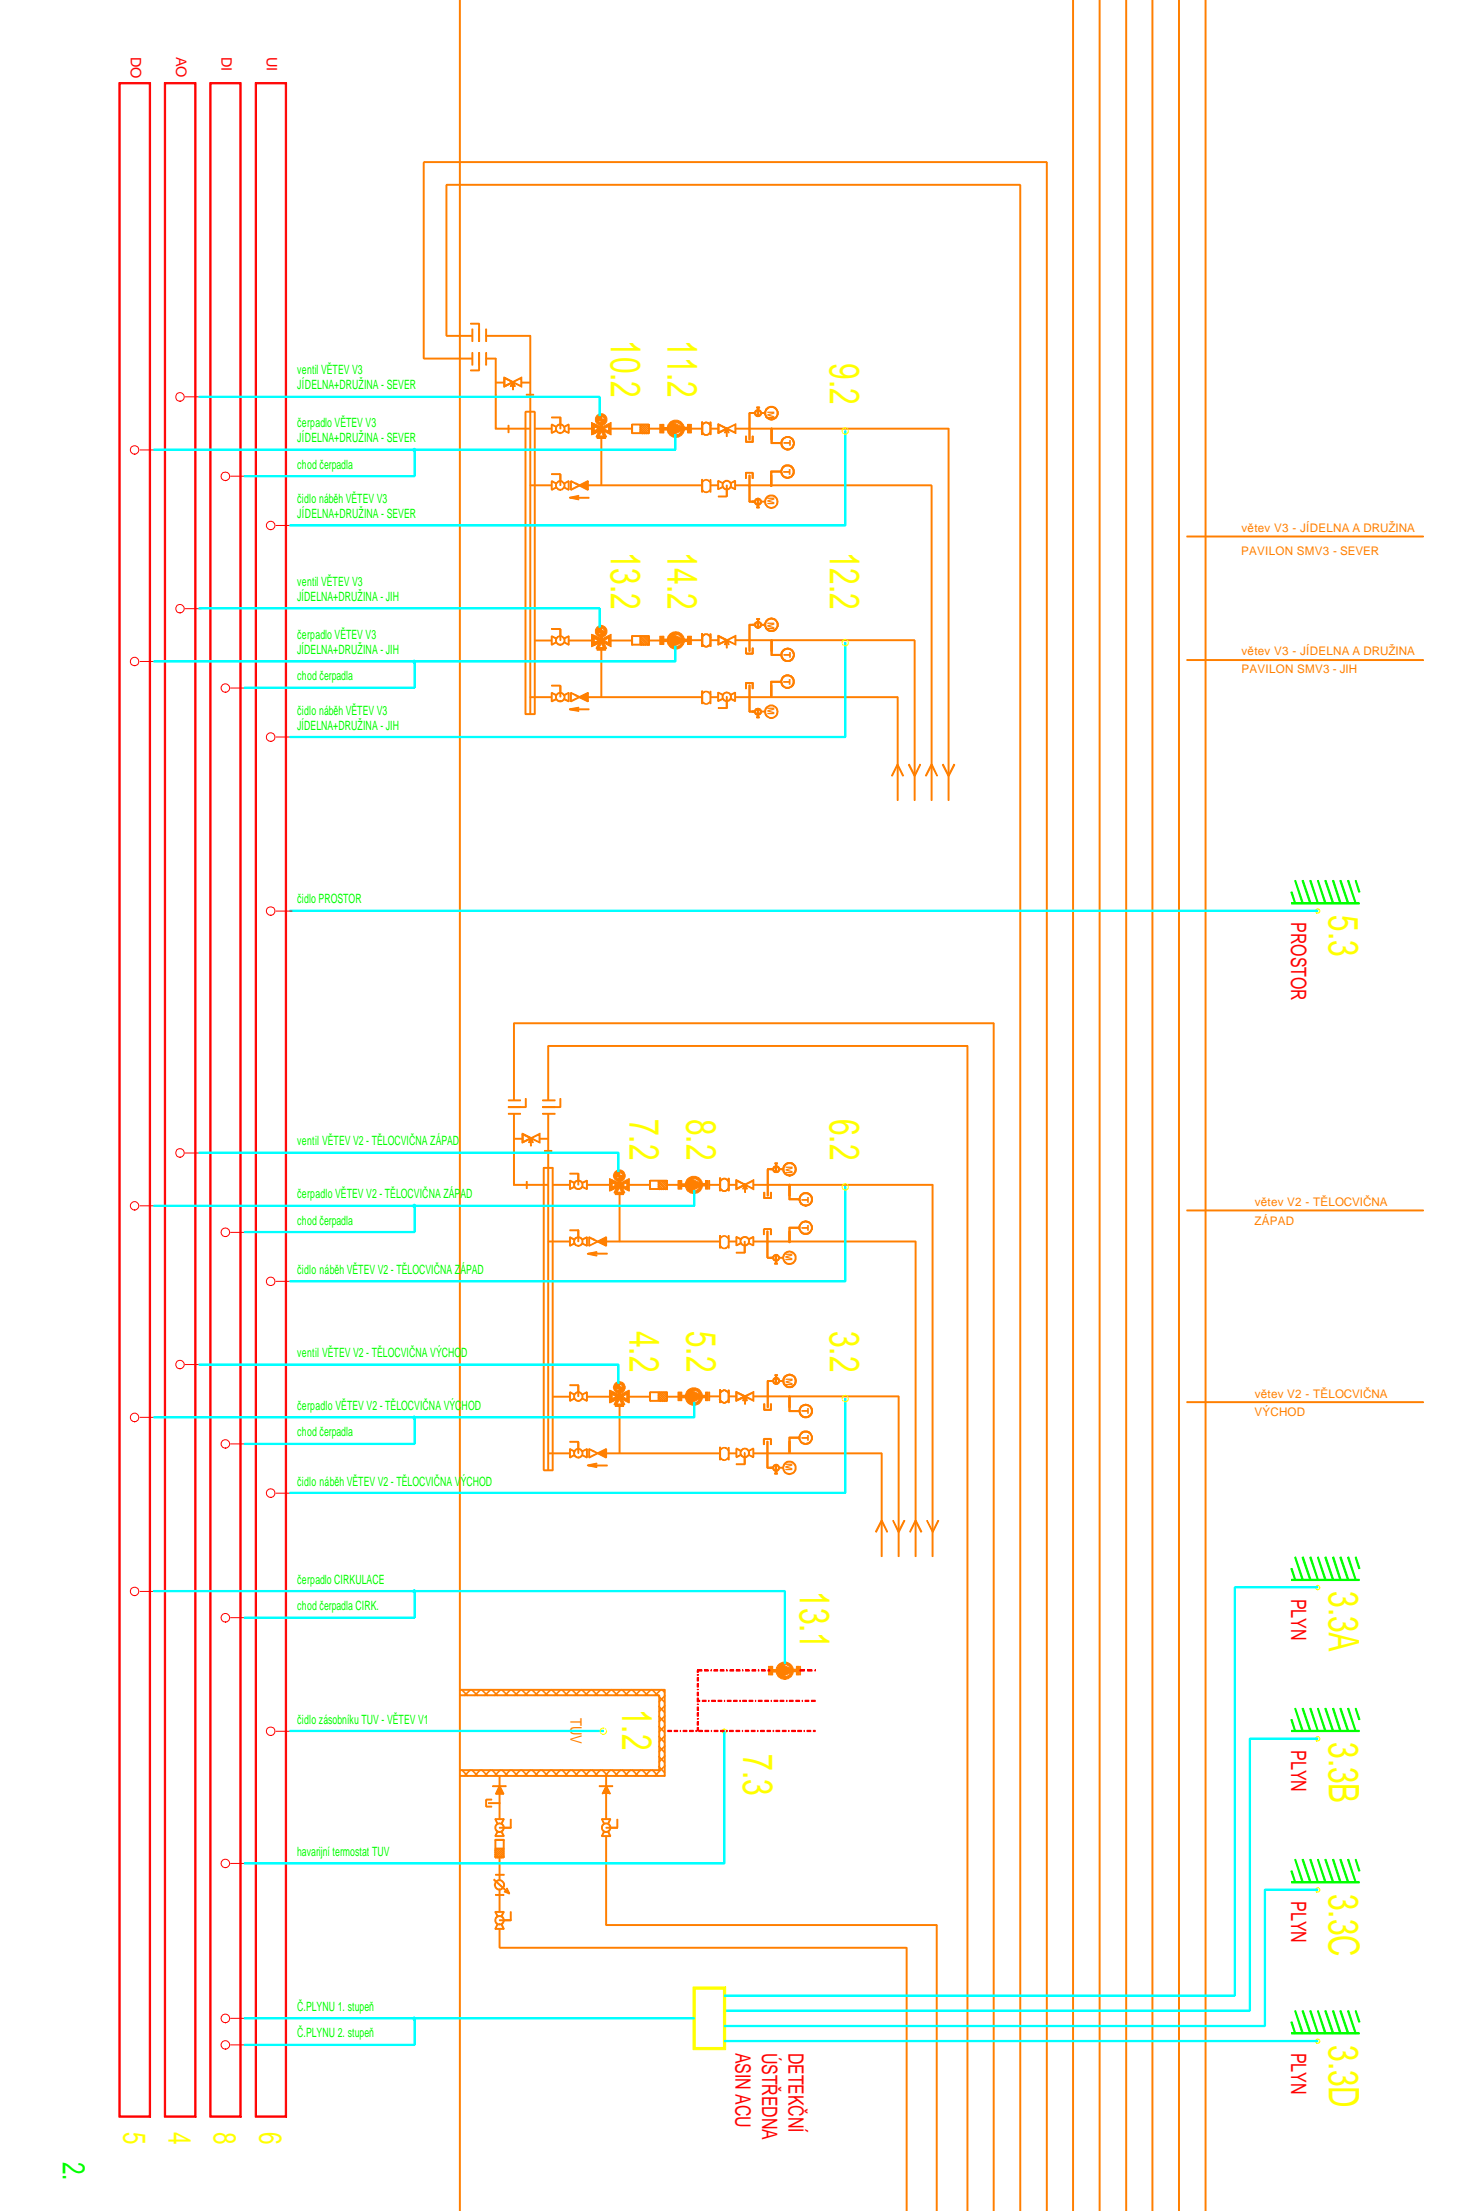 DO
AO
DI
UI
ventil VĚTEV V3
JÍDELNA+DRUŽINA - SEVER
čerpadlo VĚTEV V3
JÍDELNA+DRUŽINA - SEVER
chod čerpadla
čidlo náběh VĚTEV V3
JÍDELNA+DRUŽINA - SEVER
10.2
11.2
9.2
M
T
T
M
větev V3 - JÍDELNA A DRUŽINA
PAVILON SMV3 - SEVER
ventil VĚTEV V3
JÍDELNA+DRUŽINA - JIH
čerpadlo VĚTEV V3
JÍDELNA+DRUŽINA - JIH
chod čerpadla
čidlo náběh VĚTEV V3
JÍDELNA+DRUŽINA - JIH
13.2
14.2
12.2
M
T
T
M
větev V3 - JÍDELNA A DRUŽINA
PAVILON SMV3 - JIH
čidlo PROSTOR
5.3
PROSTOR
ventil VĚTEV V2 - TĚLOCVIČNA ZÁPAD
čerpadlo VĚTEV V2 - TĚLOCVIČNA ZÁPAD
chod čerpadla
čidlo náběh VĚTEV V2 - TĚLOCVIČNA ZÁPAD
7.2
8.2
6.2
M
T
T
M
větev V2 - TĚLOCVIČNA
ZÁPAD
ventil VĚTEV V2 - TĚLOCVIČNA VÝCHOD
čerpadlo VĚTEV V2 - TĚLOCVIČNA VÝCHOD
chod čerpadla
čidlo náběh VĚTEV V2 - TĚLOCVIČNA VÝCHOD
4.2
5.2
3.2
M
T
T
M
větev V2 - TĚLOCVIČNA
VÝCHOD
čerpadlo CIRKULACE
chod čerpadla CIRK.
13.1
čidlo zásobníku TUV - VĚTEV V1
TUV
1.2
7.3
havarijní termostat TUV
3.3A
PLYN
3.3B
PLYN
3.3C
PLYN
3.3D
PLYN
Č.PLYNU 1. stupeň
Č.PLYNU 2. stupeň
DETEKČNÍ
ÚSTŘEDNA
ASIN ACU
5
4
8
6
2.